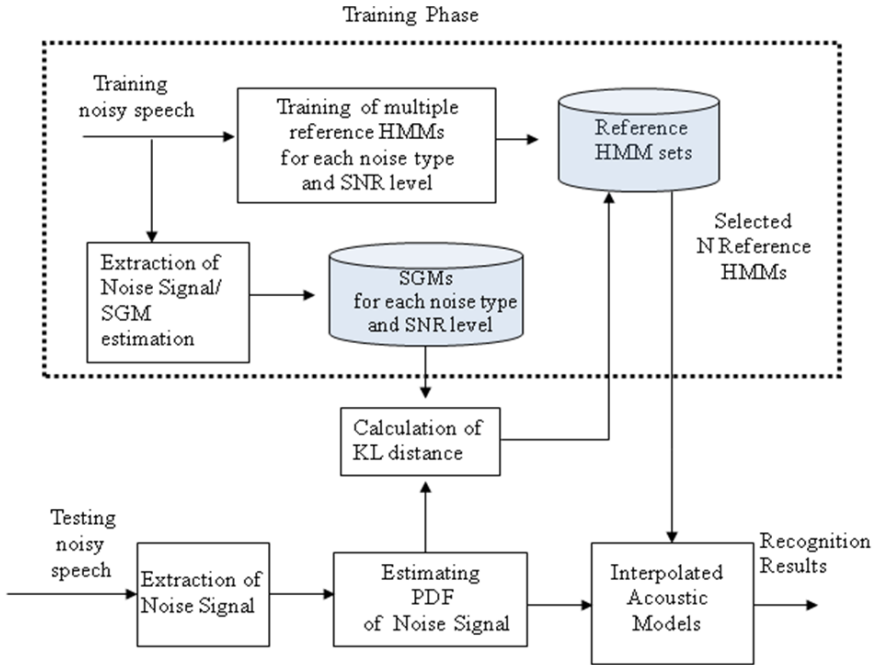 Training Phase
Training
noisy speech
Training of multiple
reference HMMs
for each noise type
and SNR level
Reference
HMM sets
Selected
N Reference
HMMs
Extraction of
Noise Signal/
SGM
estimation
SGMs
for each noise type
and SNR level
Calculation of
KL distance
Testing
noisy
speech
Extraction of
Noise Signal
Estimating
PDF
of Noise Signal
Interpolated
Acoustic
Models
Recognition
Results